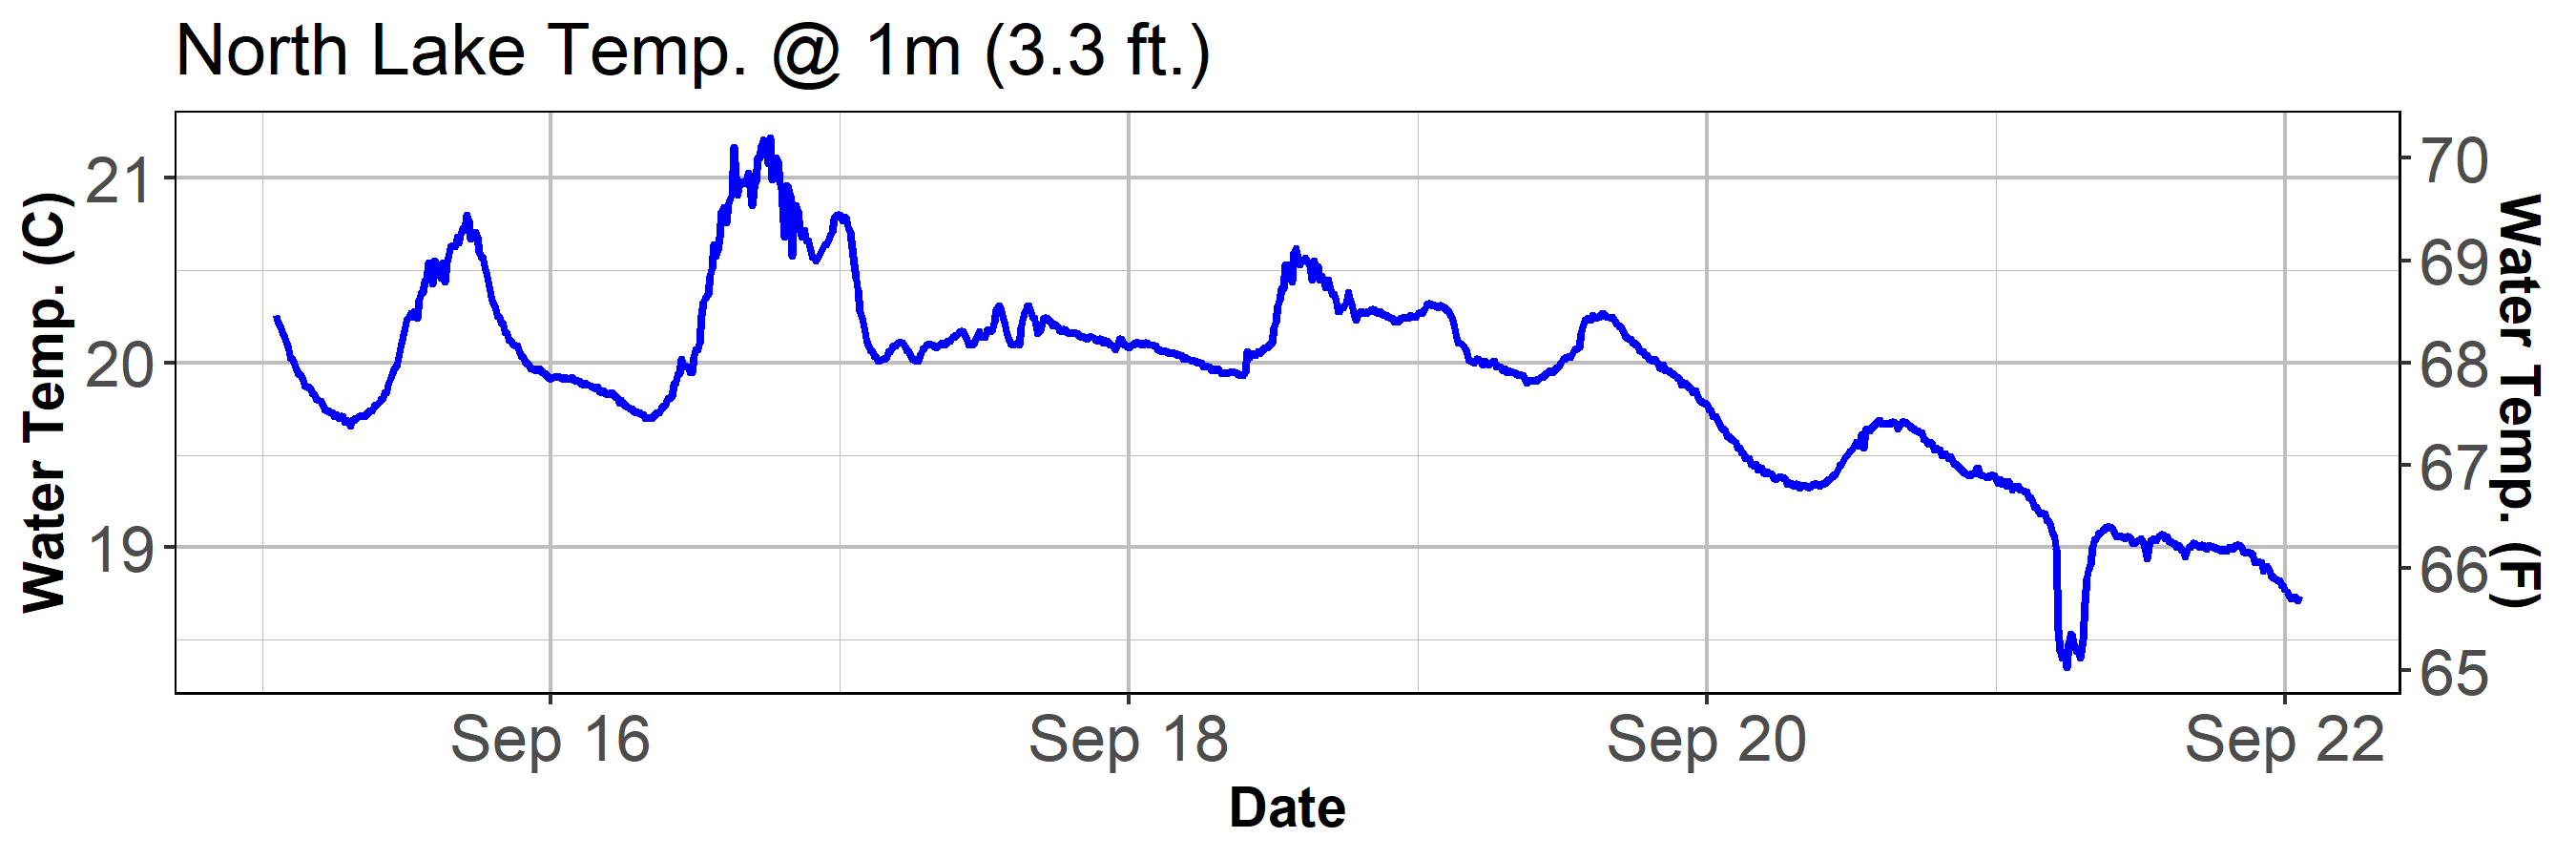 North Lake Temp. @ 1m (3.3 ft.)
Water Temp. (C)
21
20
19
70
69
68
67
66
65
Water Temp. (F)
Sep 16 Sep 18 Sep 20 Sep 22
Date